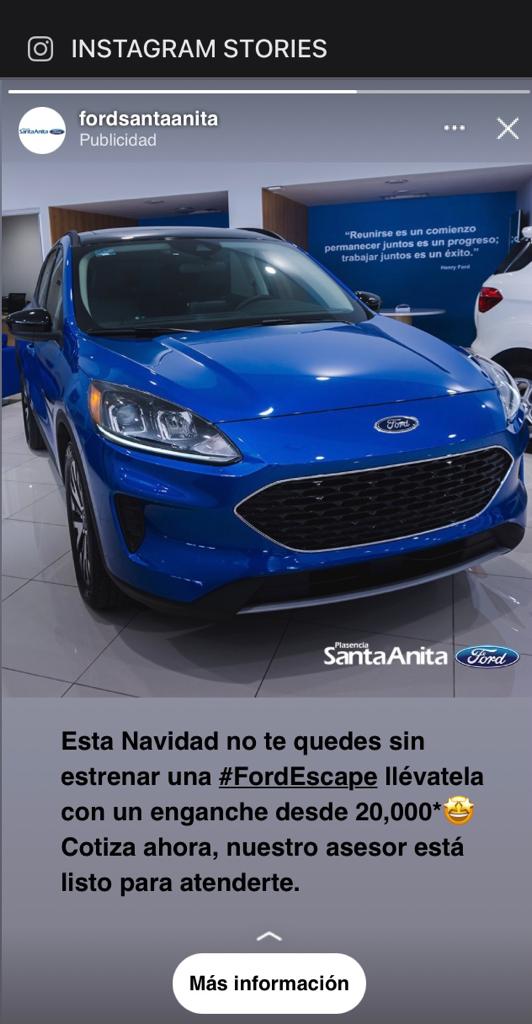 INSTAGRAM STORIES
SantaAnita Ford
fordsantaanita
Publicidad
“Reunirse es un comienzo
permanecer juntos es un progreso;
trabajar juntos es un éxito.”
Henry Ford
Ford
Plasencia
SantaAnita Ford
Esta Navidad no te quedes sin
estrenar una #FordEscape llévatela
con un enganche desde 20,000*🤩
Cotiza ahora, nuestro asesor está
listo para atenderte.
Más información